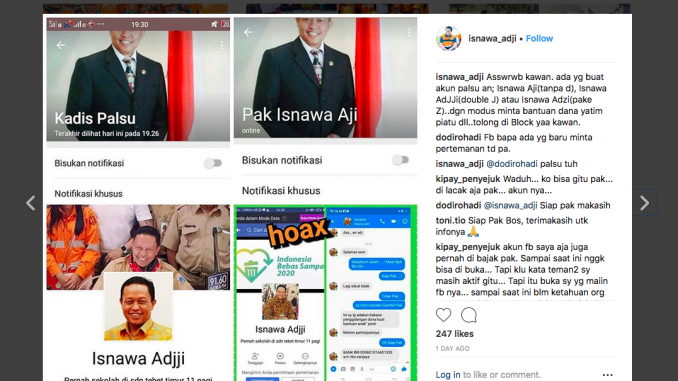 19.30
Kadis Palsu
Terakhir dilihat hari ini pada 19.26
Bisukan notifikasi
Notifikasi khusus
Pak Isnawa Aji
online
Bisukan notifikasi
Notifikasi khusus
91.60
Isnawa Adjji
Pernah sekolah di sdn tebet timur 11 pagi
hoax
Indonesia
Bebas Sampa
2020
Isnawa Adjji
Pernah sekolah di sdn tebet timur 11 pagi
isnawa_adji • Follow
isnawa_adji Asswrwb kawan. ada yg buat
akun palsu an; Isnawa Aji(tanpa d), Isnawa
AdJJi(double J) atau Isnawa Adzi(pake
Z)..dgn modus minta bantuan dana yatim
piatu dll..tolong di Block yaa kawan.
dodirohadi Fb bapa ada yg baru minta
pertemanan td pa.
isnawa_adji @dodirohadi palsu tuh
kipay_penyejuk Waduh... ko bisa gitu pak...
di lacak aja pak... akun nya...
dodirohadi @isnawa_adji Siap pak makasih
toni.tio Siap Pak Bos, terimakasih utk
infonya🙏
kipay_penyejuk akun fb saya aja juga
pernah di bajak pak. Sampai saat ini nggk
bisa di buka... Tapi klu kata teman2 sy
masih aktif gitu... Tapi itu buka sy yg maiin
fb nya... sampai saat ini blm ketahuan org
247 likes
1 DAY AGO
Log in to like or comment.